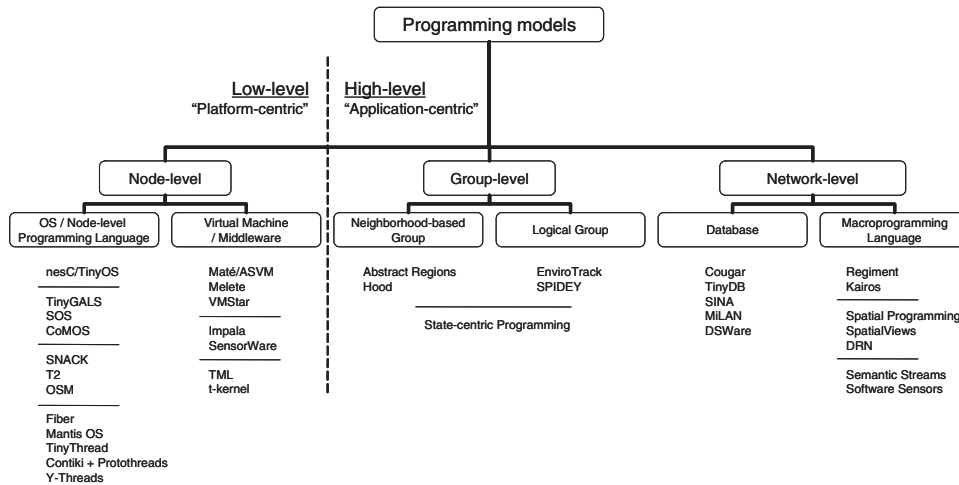 Programming models
Low-level
"Platform-centric"
High-level
"Application-centric"
Node-level
Group-level
Network-level
OS / Node-level
Programming Language
Virtual Machine
/ Middleware
Neighborhood-based
Group
Logical Group
Database
Macroprogramming
Language
nesC/TinyOS
TinyGALS
SOS
CoMOS
SNACK
T2
OSM
Fiber
Mantis OS
TinyThread
Contiki + Protothreads
Y-Threads
Maté/ASVM
Melete
VMStar
Impala
SensorWare
TML
t-kernel
Abstract Regions
Hood
EnviroTrack
SPIDEY
State-centric Programming
Cougar
TinyDB
SINA
MiLAN
DSWare
Regiment
Kairos
Spatial Programming
SpatialViews
DRN
Semantic Streams
Software Sensors